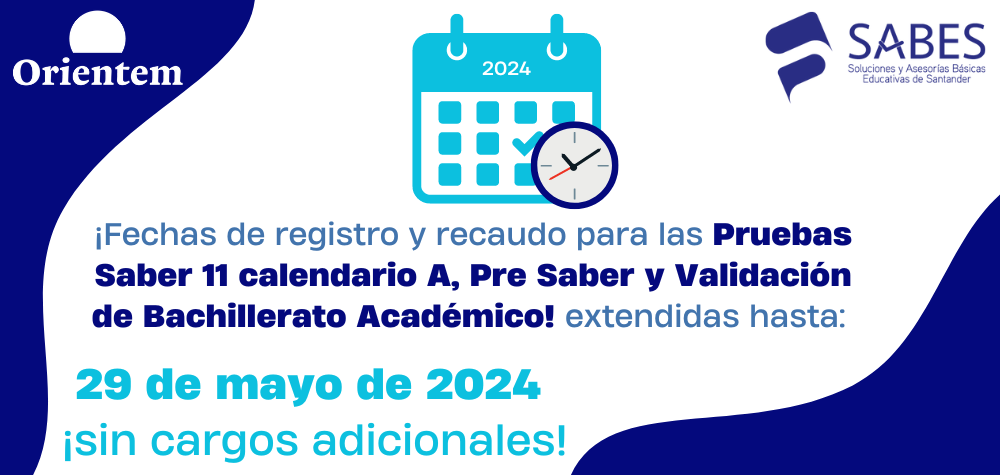 Orientem
2024
SABES
Soluciones y Asesorías Básicas
Educativas de Santander
¡Fechas de registro y recaudo para las Pruebas
Saber 11 calendario A, Pre Saber y Validación
de Bachillerato Académico! extendidas hasta:
29 de mayo de 2024
¡sin cargos adicionales!